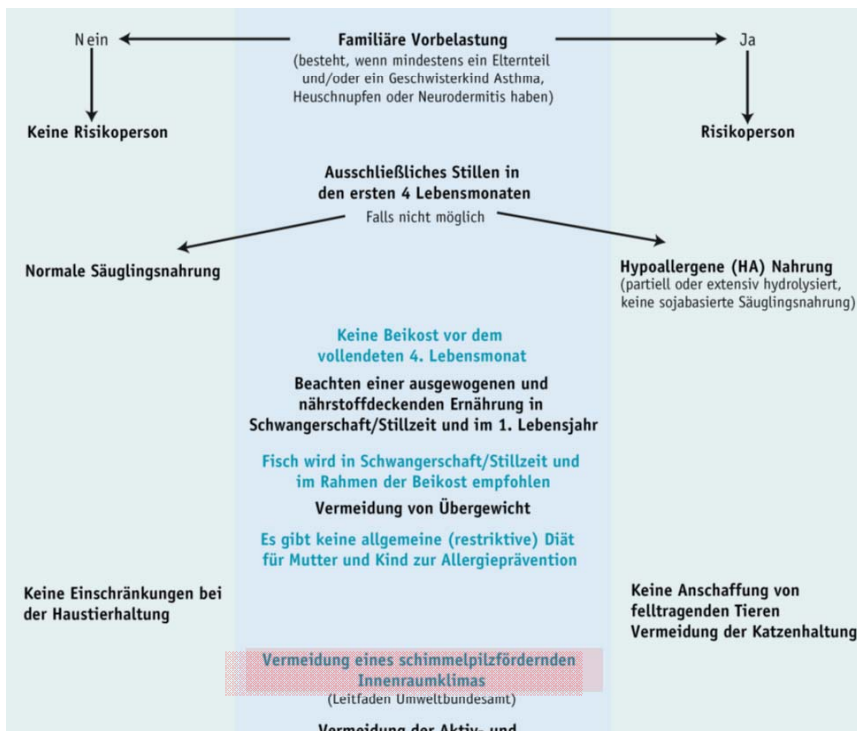 Nein
Familiäre Vorbelastung
Ja
(besteht, wenn mindestens ein Elternteil
und/oder ein Geschwisterkind Asthma,
Heuschnupfen oder Neurodermitis haben)
Keine Risikoperson
Risikoperson
Ausschließliches Stillen in
den ersten 4 Lebensmonaten
Falls nicht möglich
Normale Säuglingsnahrung
Hypoallergene (HA) Nahrung
(partiell oder extensiv hydrolysiert,
keine sojabasierte Säuglingsnahrung)
Keine Beikost vor dem
vollendeten 4. Lebensmonat
Beachten einer ausgewogenen und
nährstoffdeckenden Ernährung in
Schwangerschaft/Stillzeit und im 1. Lebensjahr
Fisch wird in Schwangerschaft/Stillzeit und
im Rahmen der Beikost empfohlen
Vermeidung von Übergewicht
Es gibt keine allgemeine (restriktive) Diät
für Mutter und Kind zur Allergieprävention
Keine Einschränkungen bei
der Haustierhaltung
Keine Anschaffung von
felltragenden Tieren
Vermeidung der Katzenhaltung
Vermeidung eines schimmelpilzfördernden
Innenraumklimas
(Leitfaden Umweltbundesamt)
Vermeidung der Aktiv- und